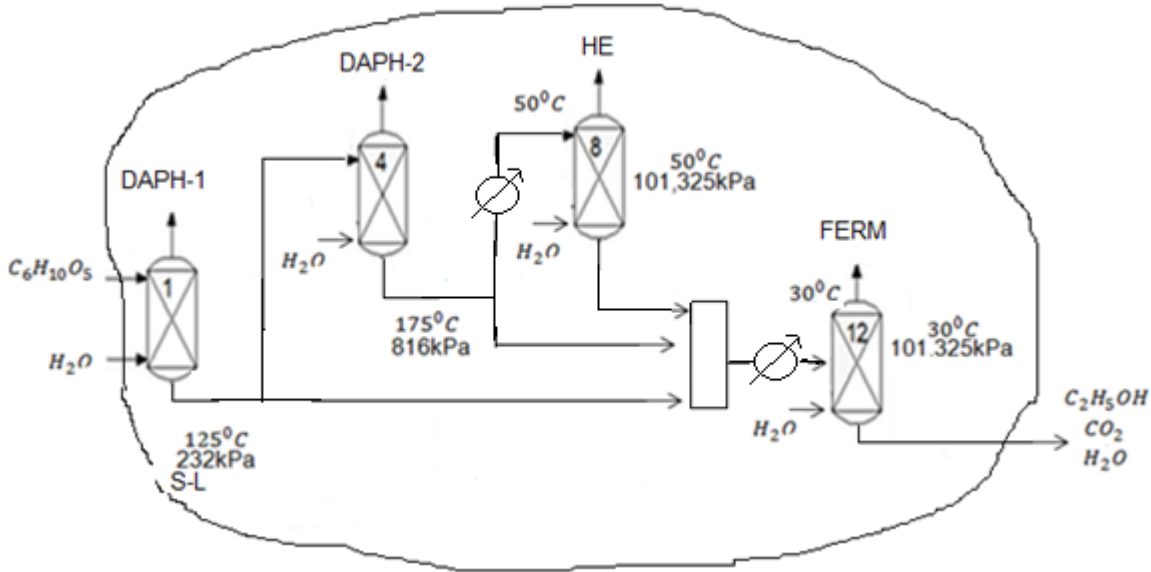 HE
DAPH-2
50⁰C
4
8
50⁰C
101,325kPa
DAPH-1
H₂O
H₂O
FERM
C₆H₁₀O₅
1
30⁰C
175⁰C
816kPa
12
30⁰C
101.325kPa
H₂O
H₂O
C₂H₅OH
CO₂
H₂O
125⁰C
232kPa
S-L